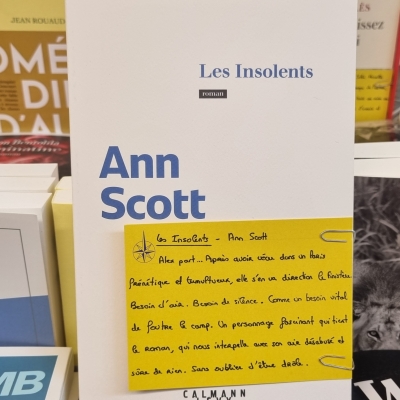 JEAN ROUAUD
OMÉ
DI
D'A
Les Insolents
roman
Ann
Scott
Les Insolents - Ann Scott
Alex part... Après avoir vécu dans un Paris
frénétique et tumultueux, elle s'en va direction le Finistère
Besoin d'air. Besoin de silence. Comme un besoin vital
de foutre le camp. Un personnage fascinant qui tient
le roman, qui nous interpelle avec son air désabusé et
sûre de rien. Sans oublier d'être drôle.
CALMANN
MB
W